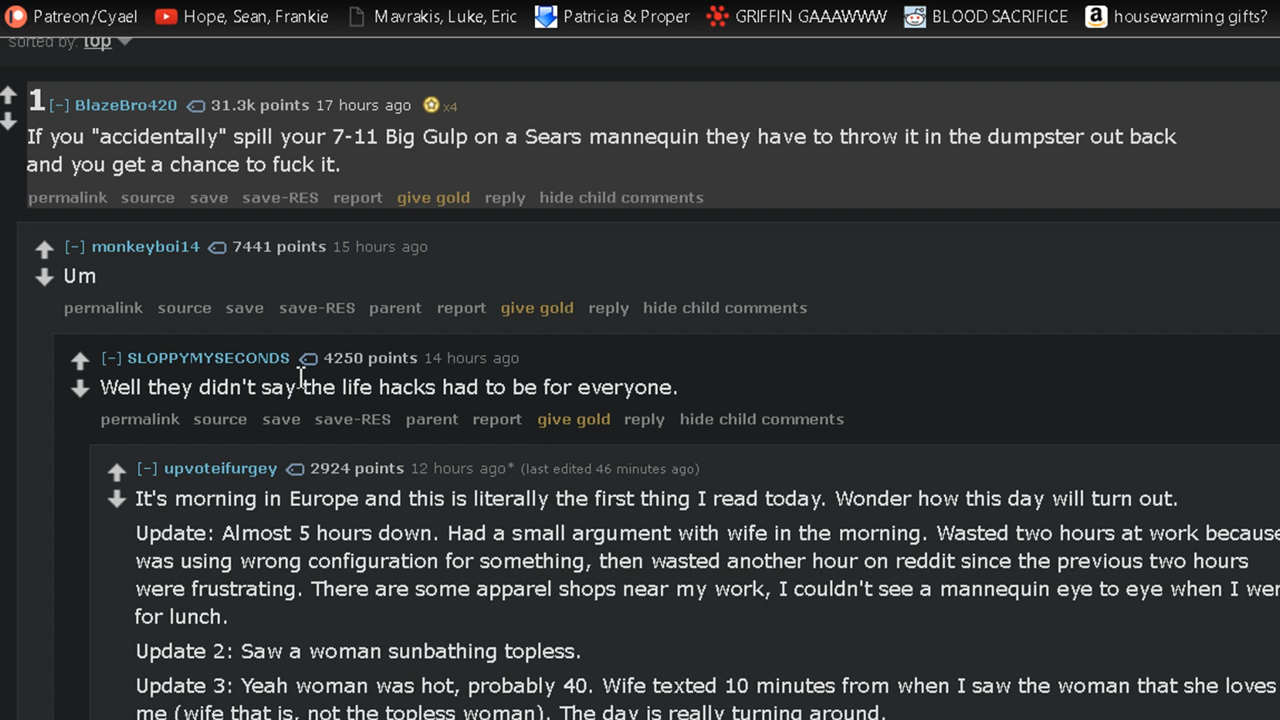 Patreon/Cyael Hope, Sean, Frankie Mavrakis, Luke, Eric Patricia & Proper GRIFFIN GAAAWWW BLOOD SACRIFICE housewarming gifts?
sorted by: top
1 [-] BlazeBro420 31.3k points 17 hours ago x4
If you "accidentally" spill your 7-11 Big Gulp on a Sears mannequin they have to throw it in the dumpster out back
and you get a chance to fuck it.
permalink source save save-RES report give gold reply hide child comments
[-] monkeyboi14 7441 points 15 hours ago
Um
permalink source save save-RES parent report give gold reply hide child comments
[-] SLOPPYMYSECONDS 4250 points 14 hours ago
Well they didn't say the life hacks had to be for everyone.
permalink source save save-RES parent report give gold reply hide child comments
[-] upvoteifurgey 2924 points 12 hours ago* (last edited 46 minutes ago)
It's morning in Europe and this is literally the first thing I read today. Wonder how this day will turn out.
Update: Almost 5 hours down. Had a small argument with wife in the morning. Wasted two hours at work because
was using wrong configuration for something, then wasted another hour on reddit since the previous two hours
were frustrating. There are some apparel shops near my work, I couldn't see a mannequin eye to eye when I wen
for lunch.
Update 2: Saw a woman sunbathing topless.
Update 3: Yeah woman was hot, probably 40. Wife texted 10 minutes from when I saw the woman that she loves
me (wife that is, not the topless woman). The day is really turning around.